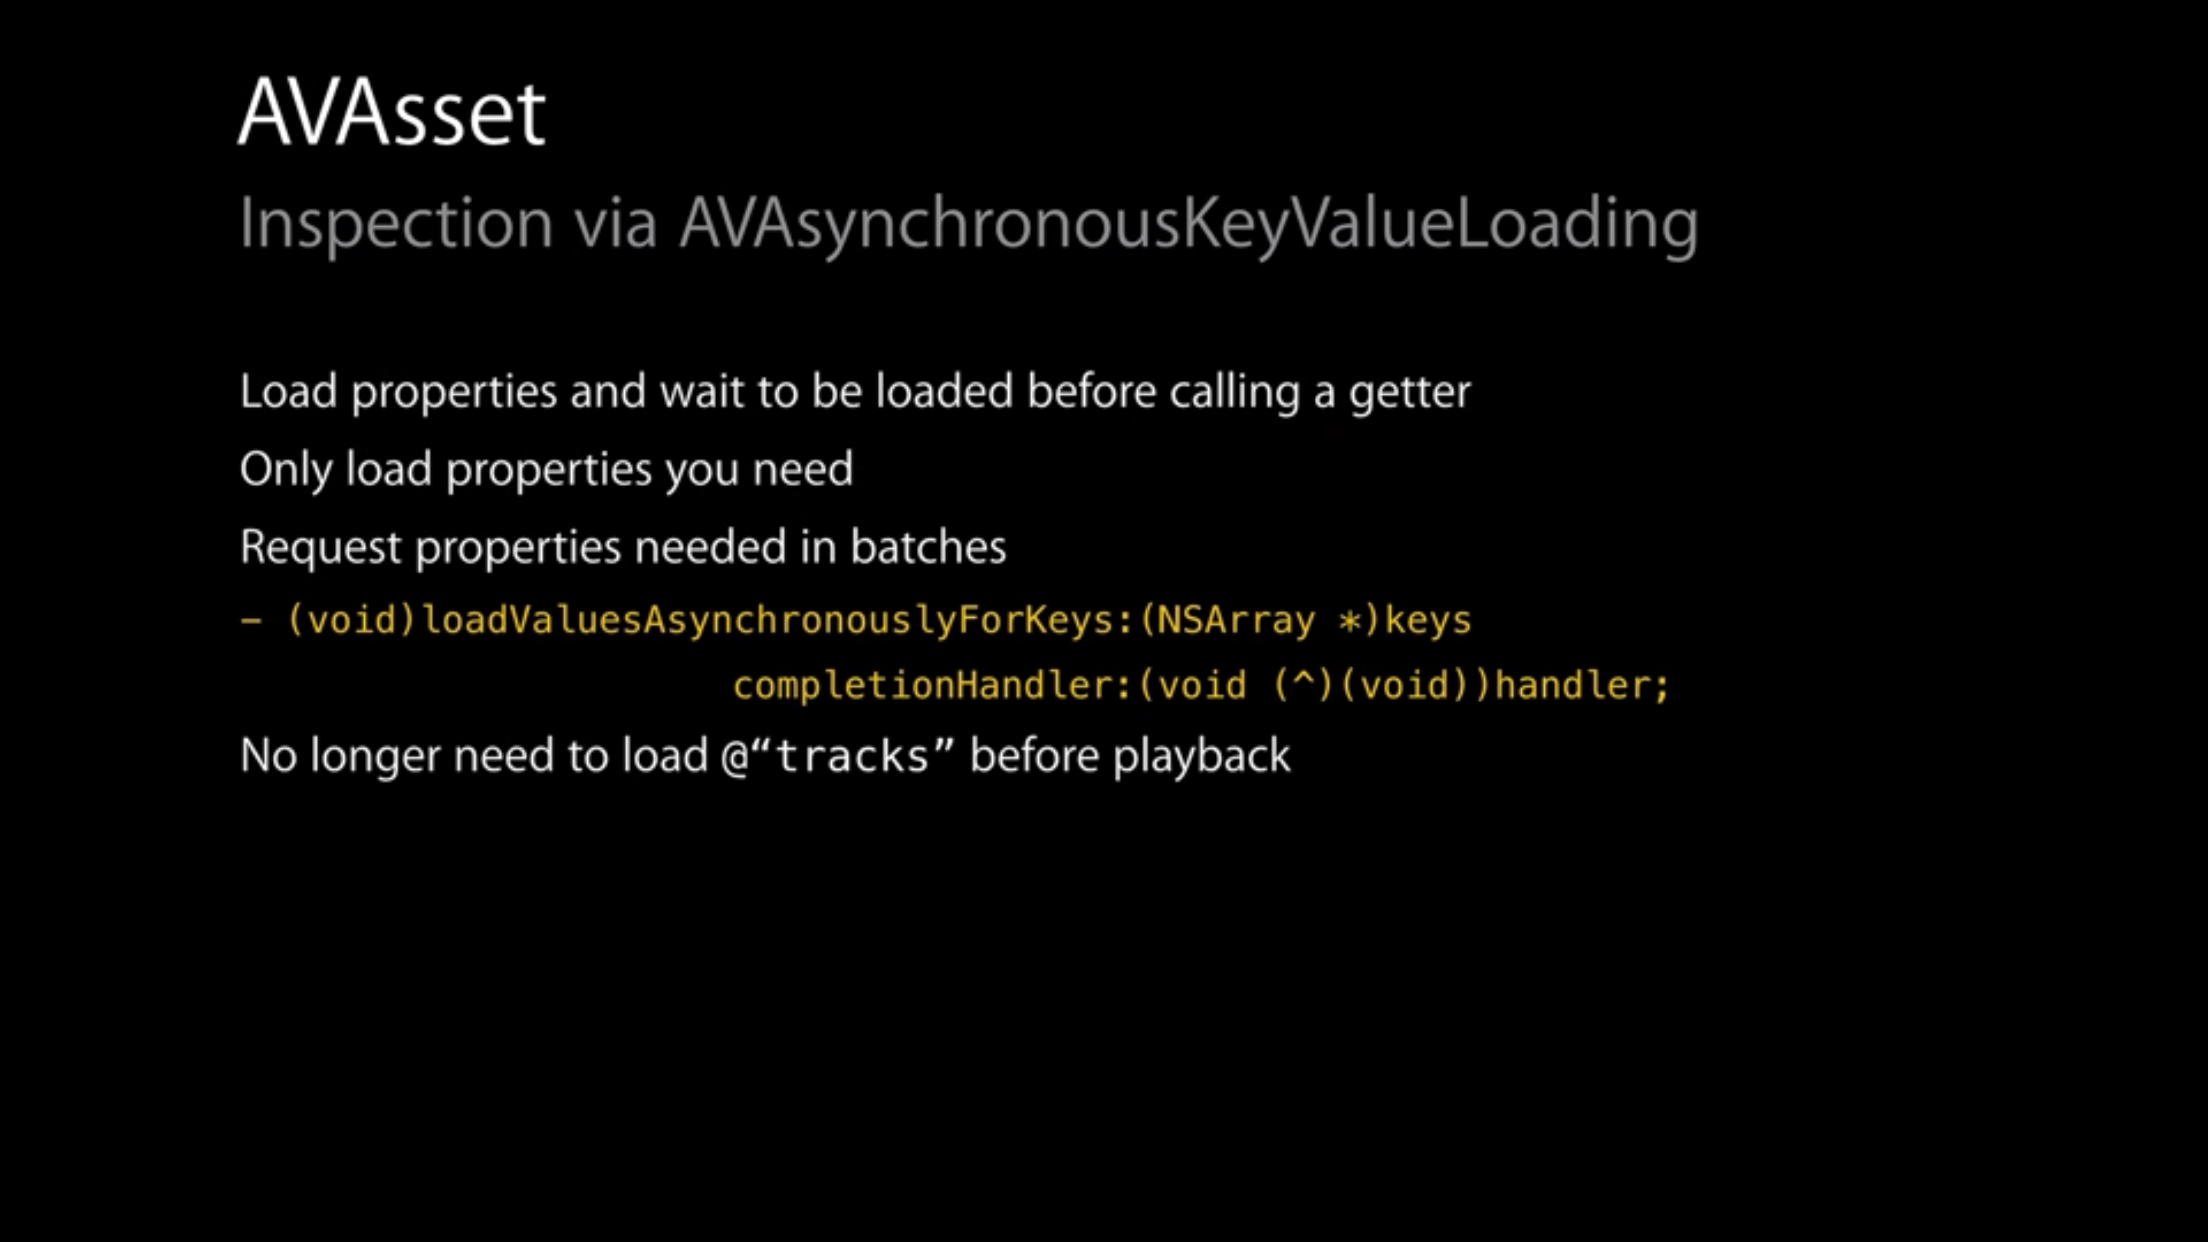 AVAsset
Inspection via AVAsynchronousKeyValueLoading
Load properties and wait to be loaded before calling a getter
Only load properties you need
Request properties needed in batches
– (void)loadValuesAsynchronouslyForKeys:(NSArray *)keys
completionHandler:(void (^)(void))handler;
No longer need to load @“tracks” before playback